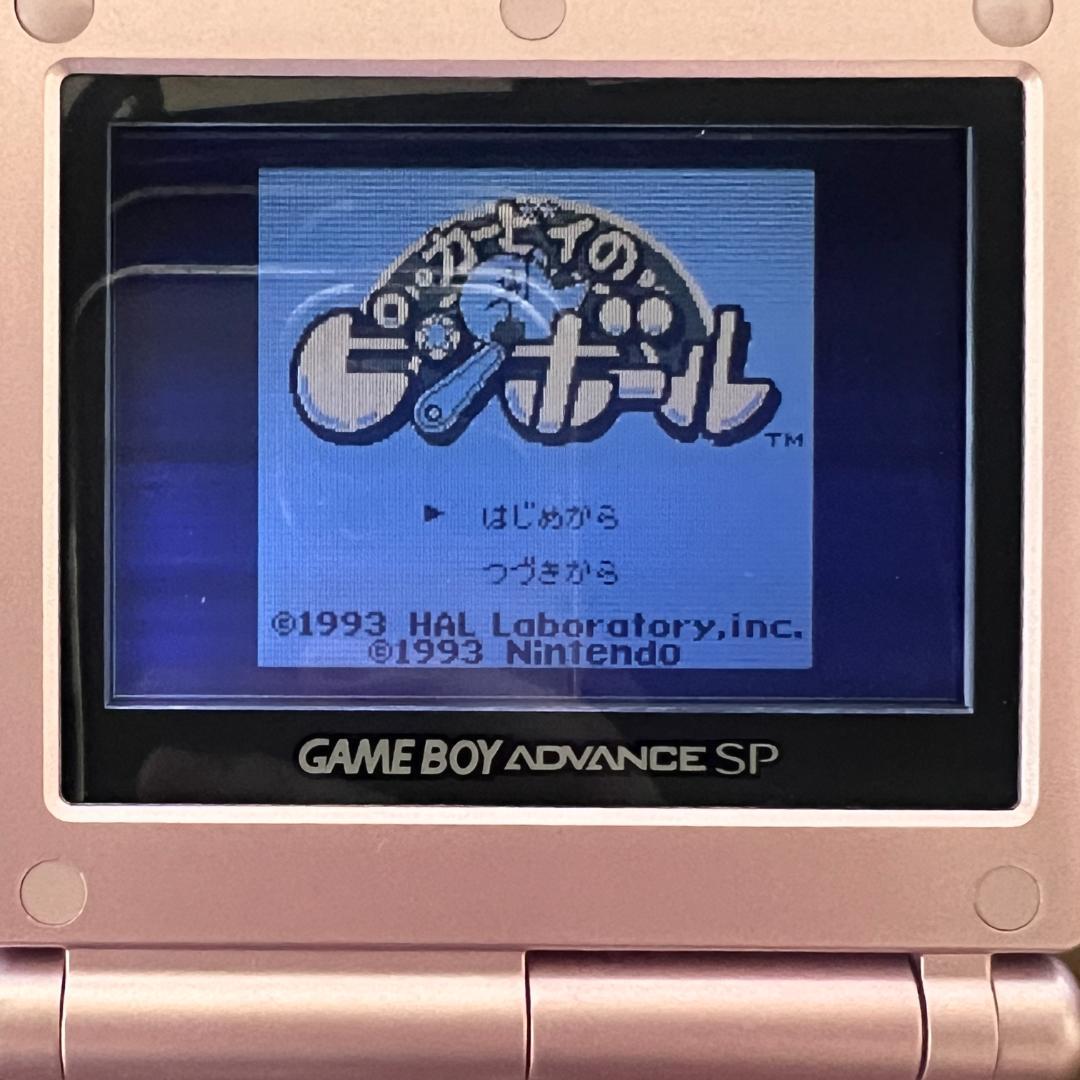 カービィの
ピンボール
TM
▶ はじめから
つづきから
©1993 HAL Laboratory,inc.
©1993 Nintendo
GAME BOY ADVANCE SP